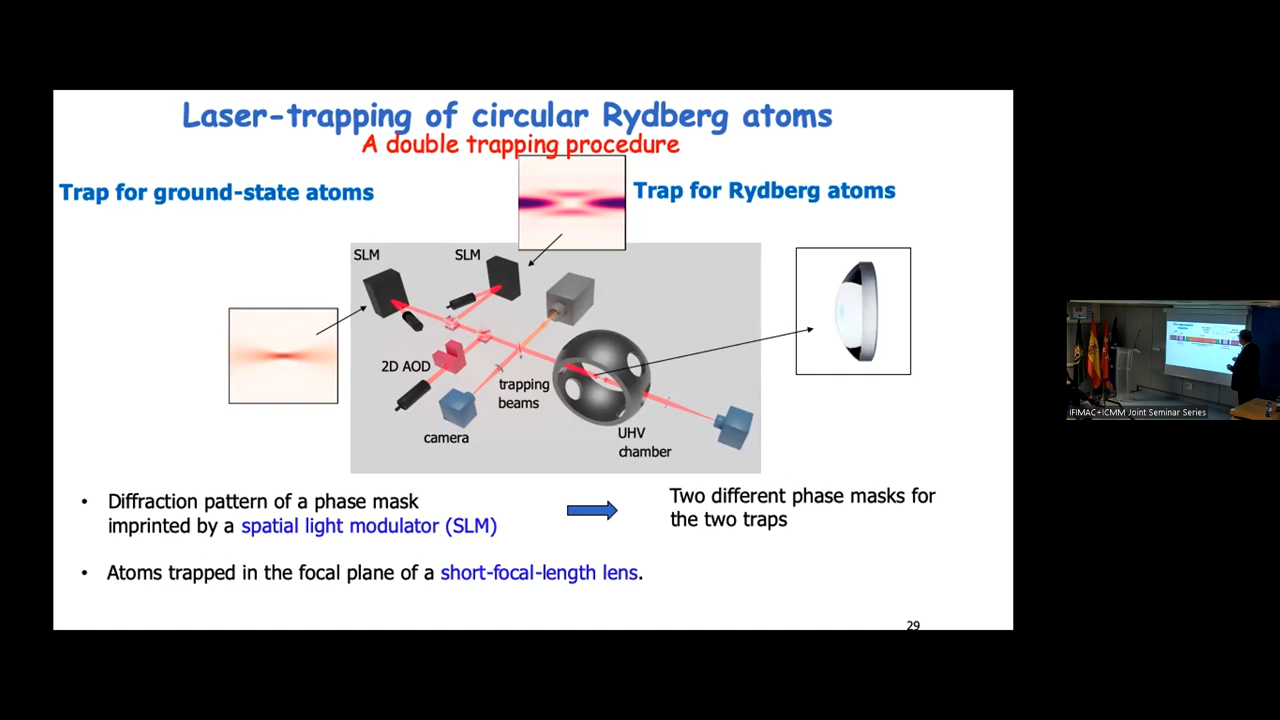 Laser-trapping of circular Rydberg atoms
A double trapping procedure
Trap for ground-state atoms
Trap for Rydberg atoms
SLM
SLM
2D AOD
trapping
beams
camera
UHV
chamber
• Diffraction pattern of a phase mask
imprinted by a spatial light modulator (SLM)
Two different phase masks for
the two traps
• Atoms trapped in the focal plane of a short-focal-length lens.
29
IFIMAC+ICMM Joint Seminar Series